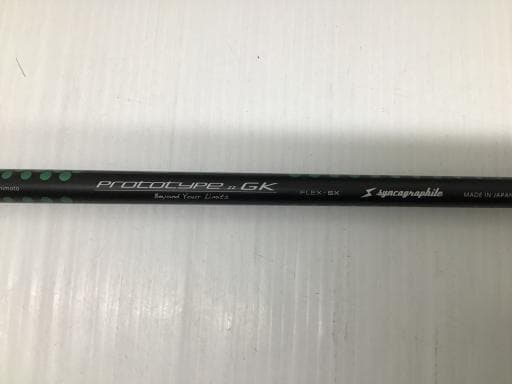 PROTOTYPE GK
Beyond Your Limits
FLEX-SX
syncagraphite
MADE IN JAPAN